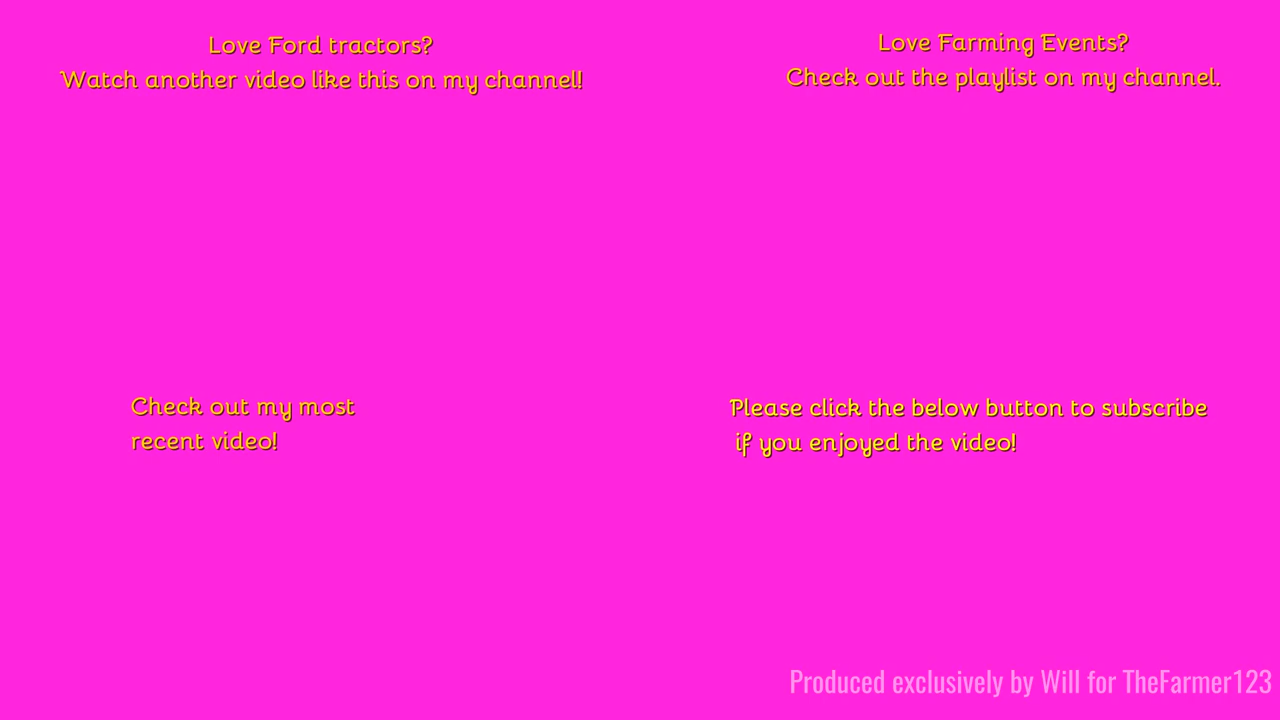 Love Ford tractors?
Watch another video like this on my channel!
Love Farming Events?
Check out the playlist on my channel.
Check out my most
recent video!
Please click the below button to subscribe
if you enjoyed the video!
Produced exclusively by Will for TheFarmer123